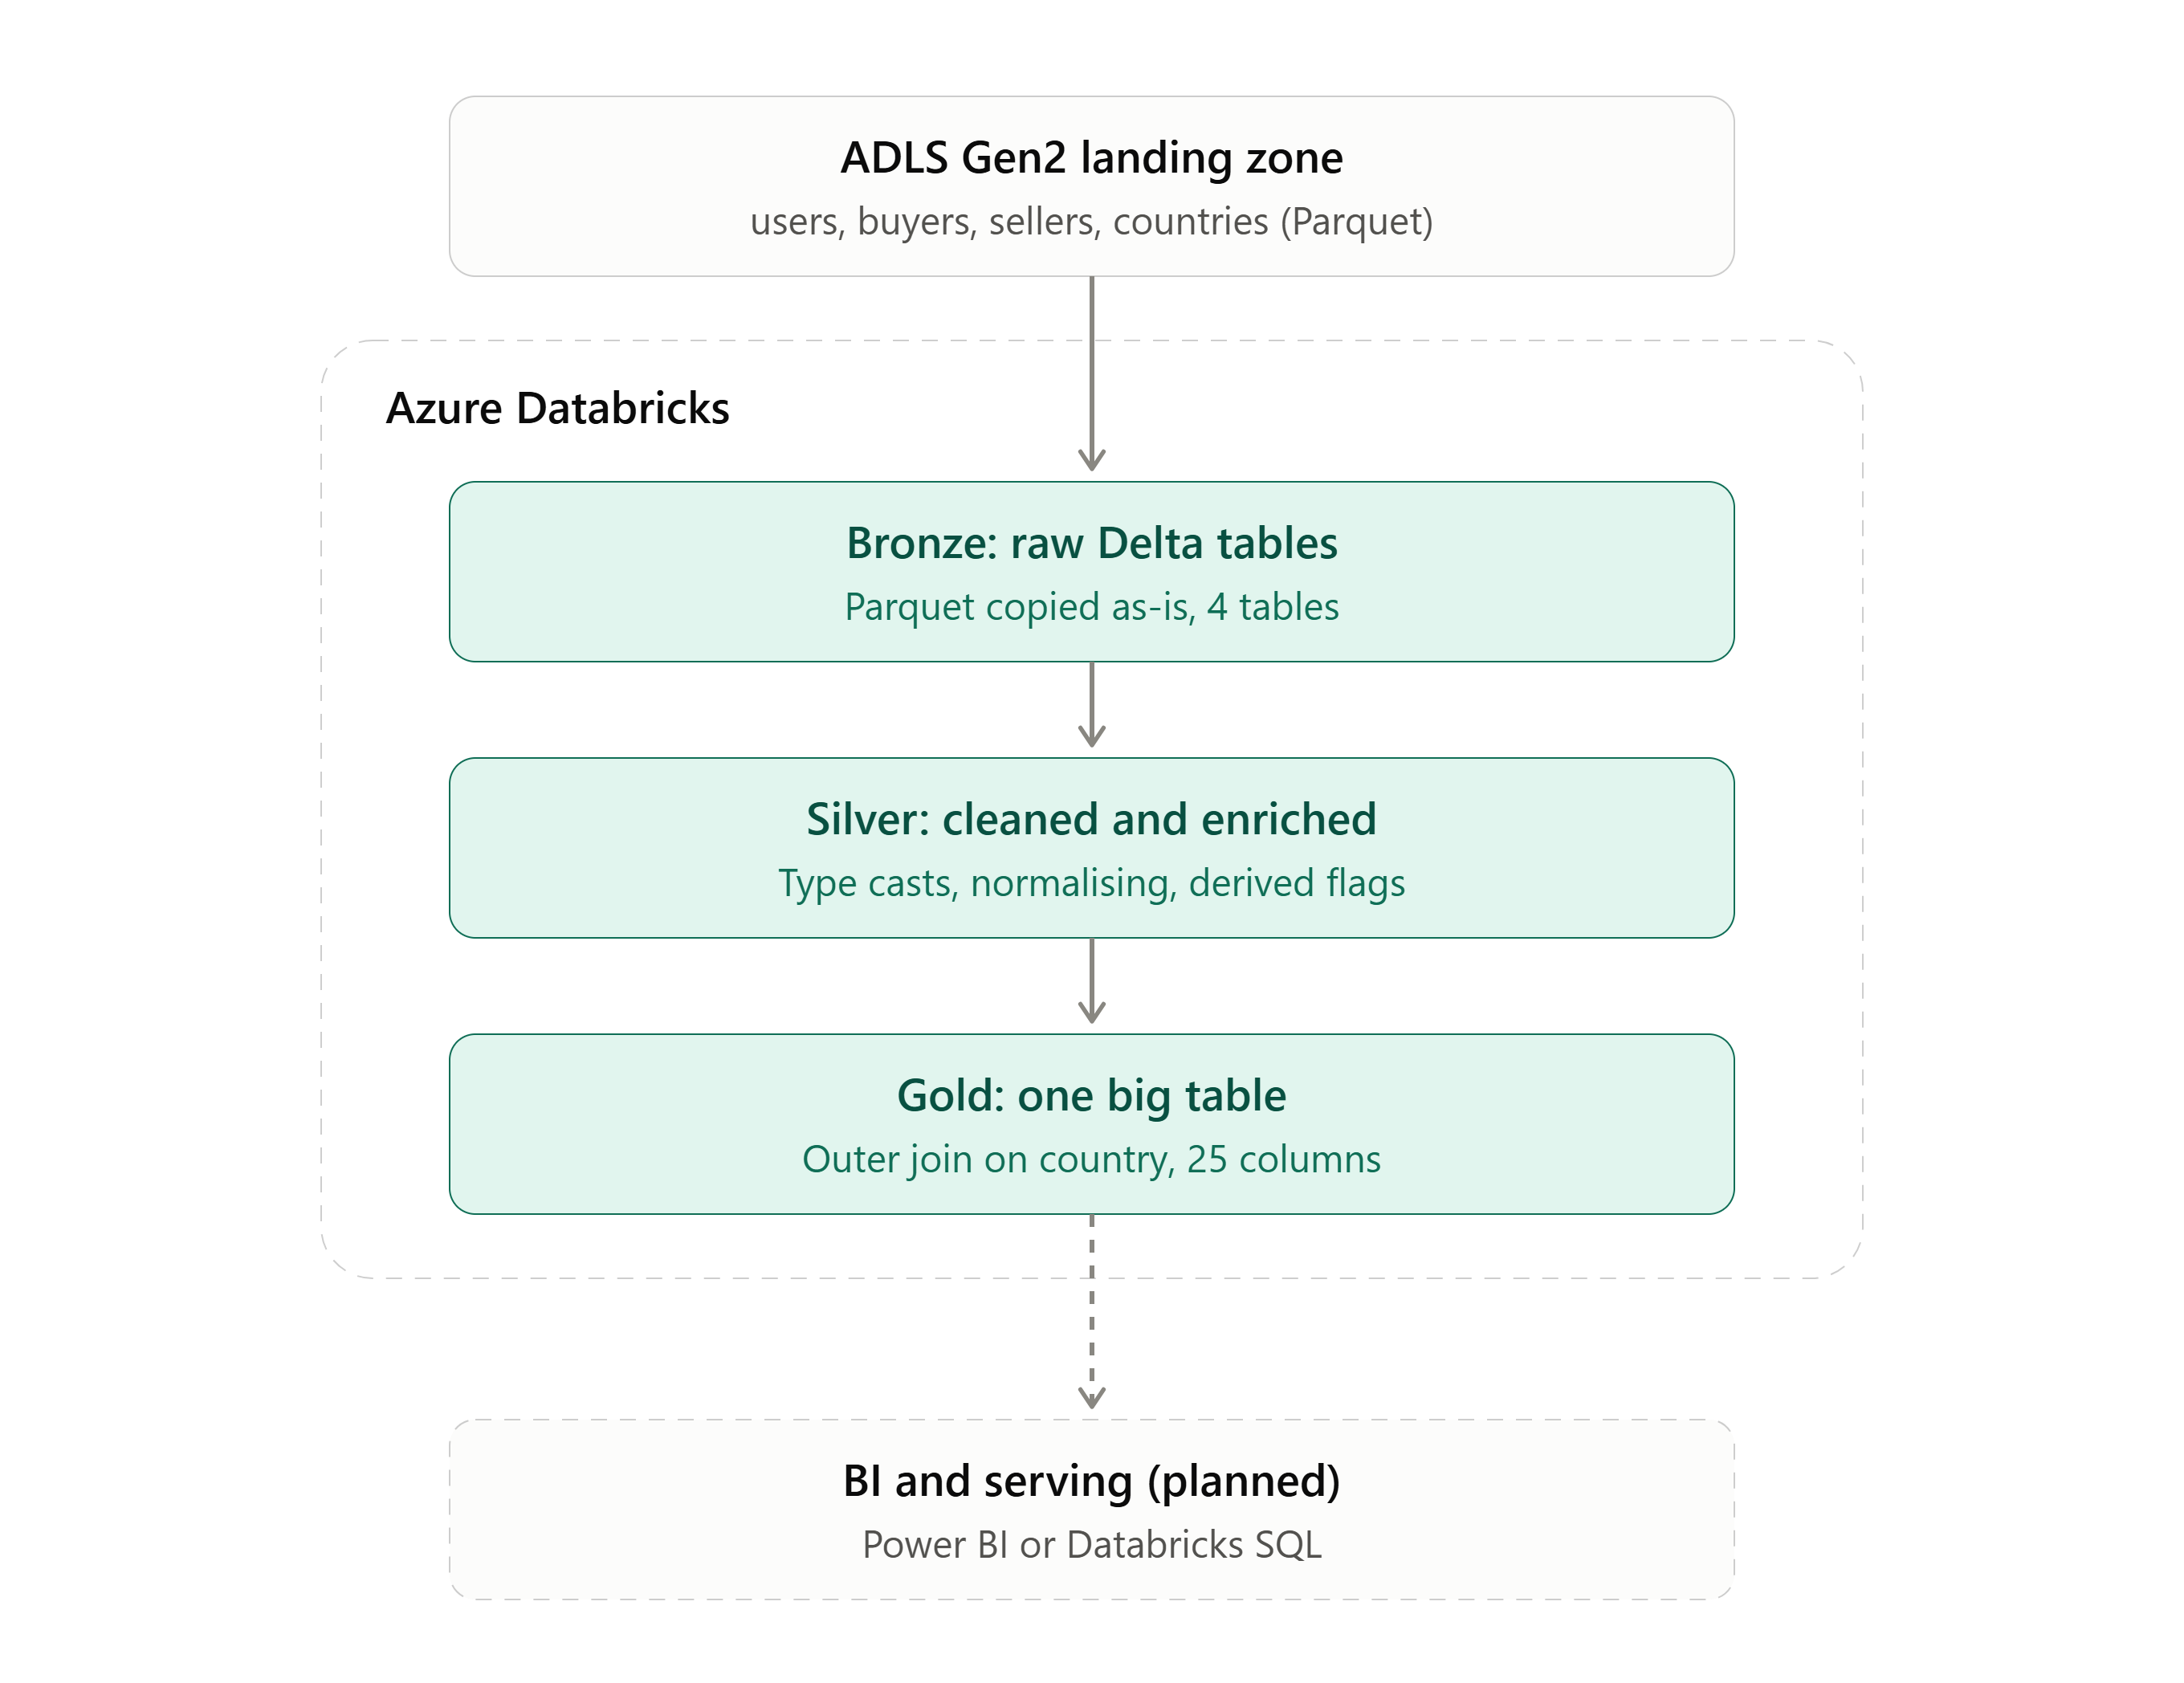 ADLS Gen2 landing zone
users, buyers, sellers, countries (Parquet)
Azure Databricks
Bronze: raw Delta tables
Parquet copied as-is, 4 tables
Silver: cleaned and enriched
Type casts, normalising, derived flags
Gold: one big table
Outer join on country, 25 columns
BI and serving (planned)
Power BI or Databricks SQL